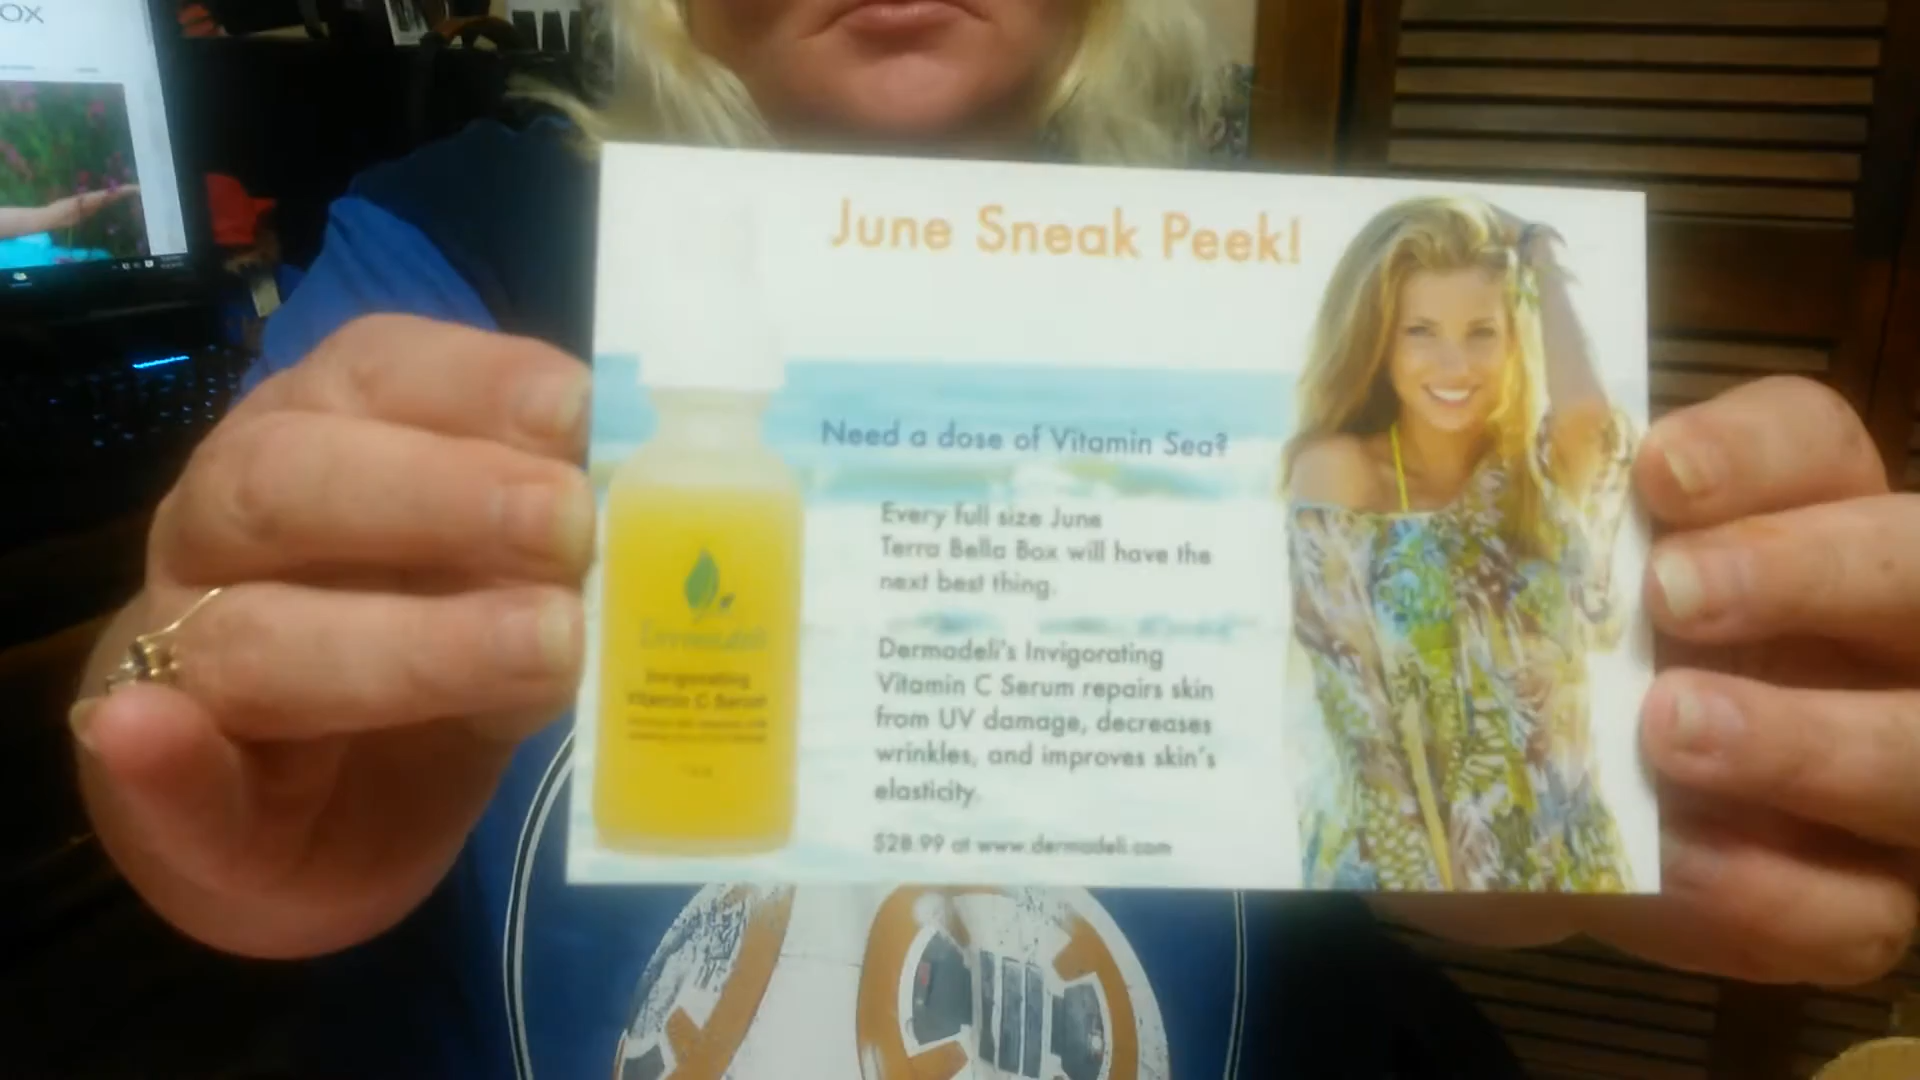 OX
June Sneak Peek!
Need a dose of Vitamin Sea?
Every full size June
Terra Bella Box will have the
next best thing.
Dermadeli's Invigorating
Vitamin C Serum repairs skin
from UV damage, decreases
wrinkles, and improves skin's
elasticity.
$28.99 at www.dermadeli.com
Dermadeli
Invigorating
Vitamin C Serum